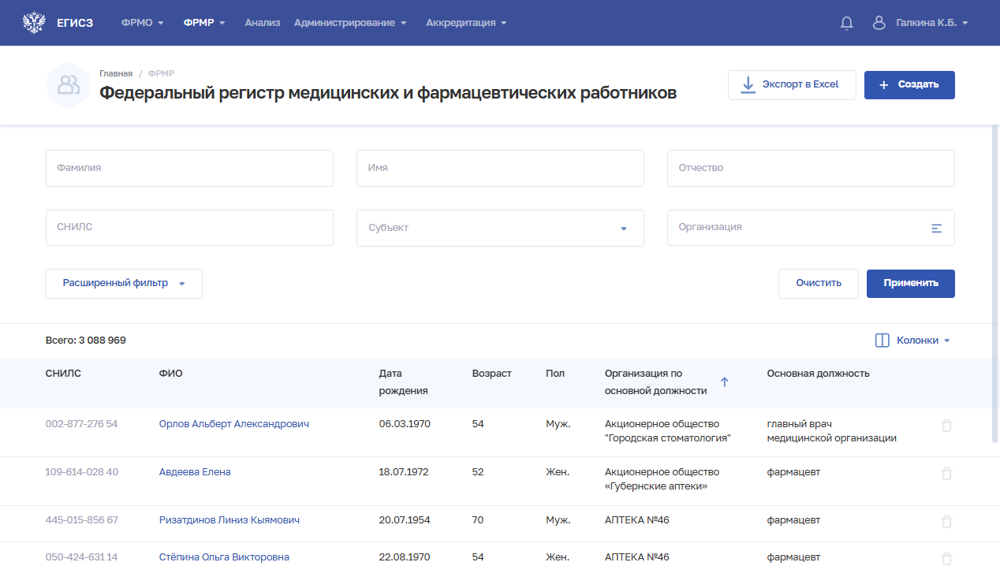 ЕГИСЗ ФРМО ФРМР Анализ Администрирование Аккредитация Галкина К.Б.
Главная / ФРМР
Федеральный регистр медицинских и фармацевтических работников
Экспорт в Excel + Создать
Фамилия Имя Отчество
СНИЛС Субъект Организация
Расширенный фильтр Очистить Применить
Всего: 3 088 969 Колонки
СНИЛС ФИО Дата Возраст Пол Организация по Основная должность
рождения основной должности
002-877-276 54 Орлов Альберт Александрович 06.03.1970 54 Муж. Акционерное общество главный врач
"Городская стоматология" медицинской организации
109-614-028 40 Авдеева Елена 18.07.1972 52 Жен. Акционерное общество фармацевт
«Губернские аптеки»
445-015-856 67 Ризатдинов Линиз Кыямович 20.07.1954 70 Муж. АПТЕКА №46 фармацевт
050-424-631 14 Стёпина Ольга Викторовна 22.08.1970 54 Жен. АПТЕКА №46 фармацевт